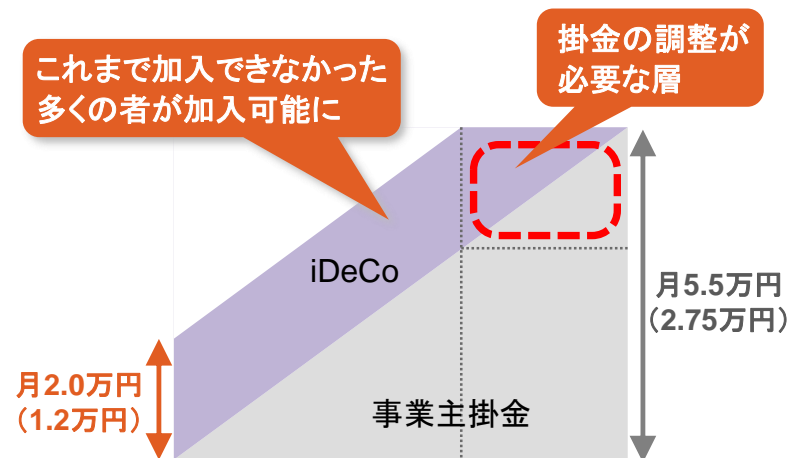 これまで加入できなかった
多くの者が加入可能に
掛金の調整が
必要な層
iDeCo
月5.5万円
（2.75万円）
月2.0万円
（1.2万円）
事業主掛金